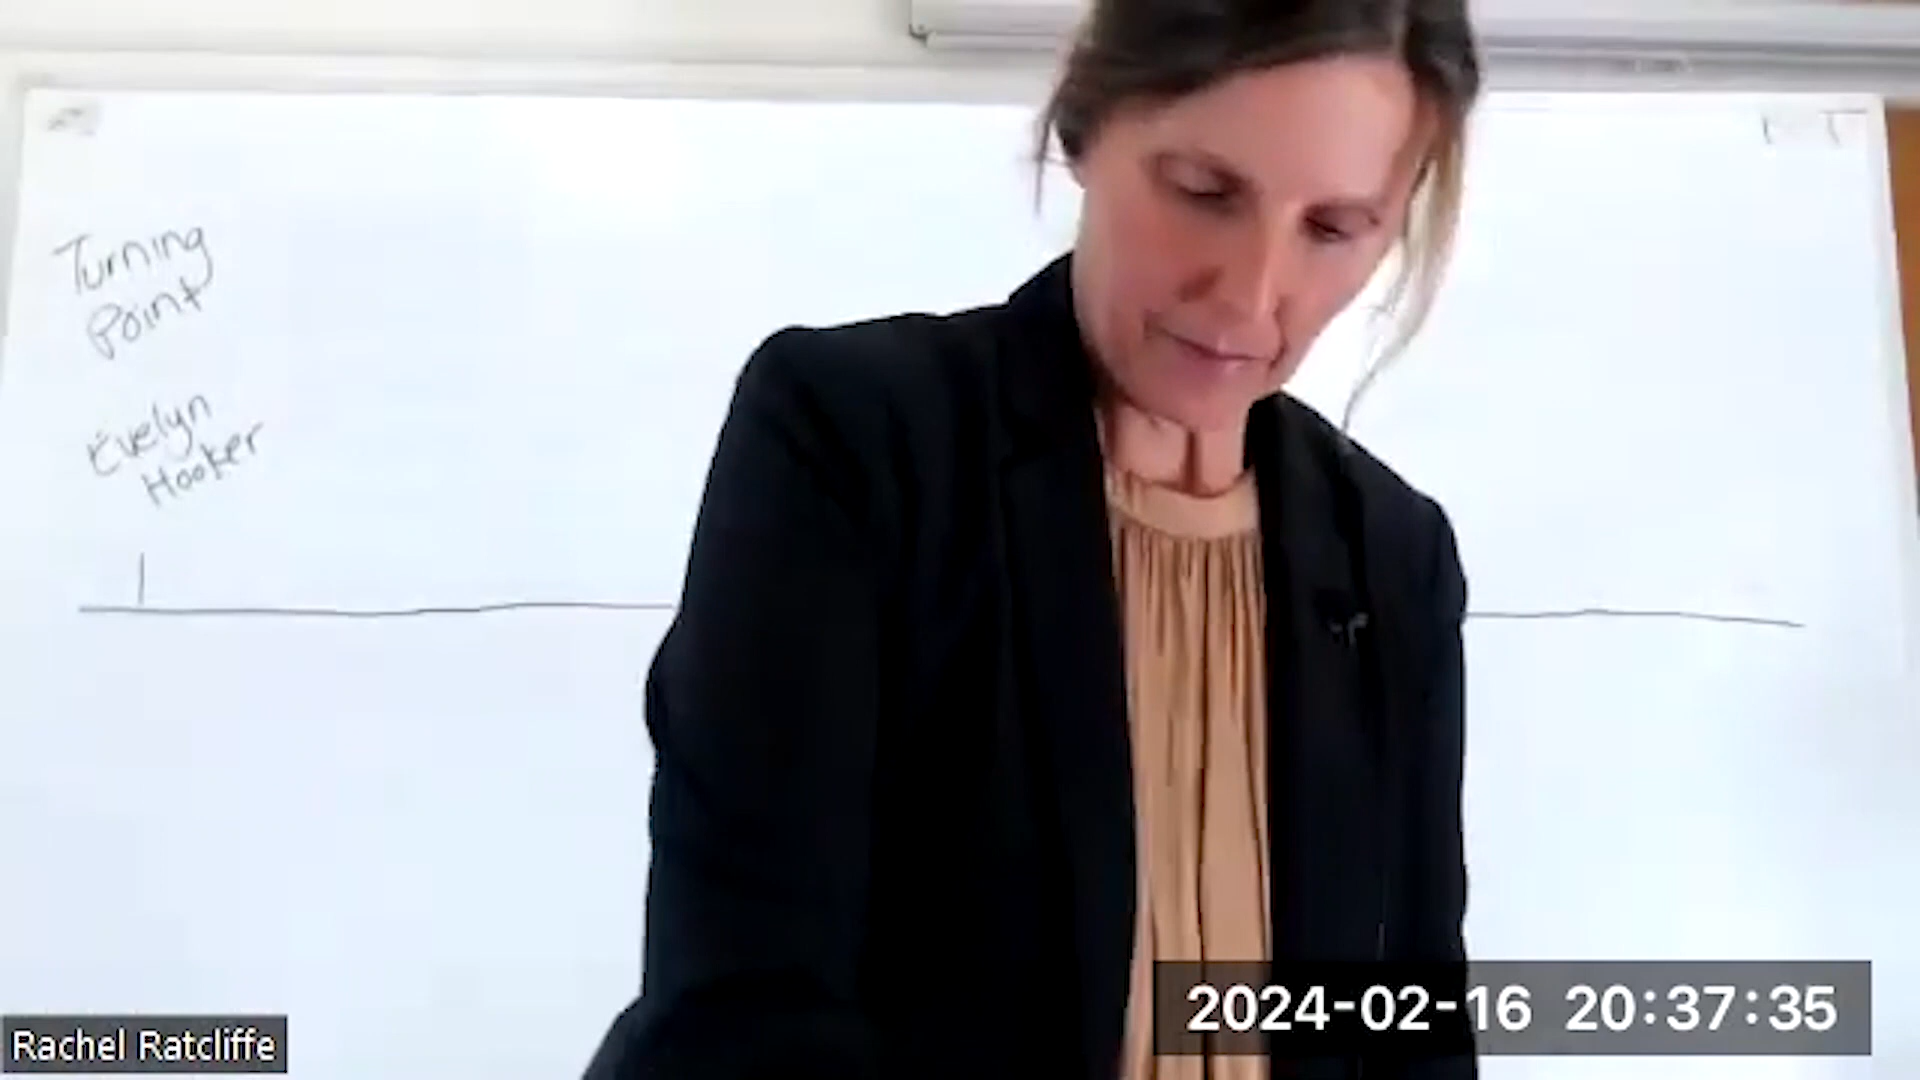 Turning
Point
Evelyn
Hooker
2024-02-16 20:37:35
Rachel Ratcliffe